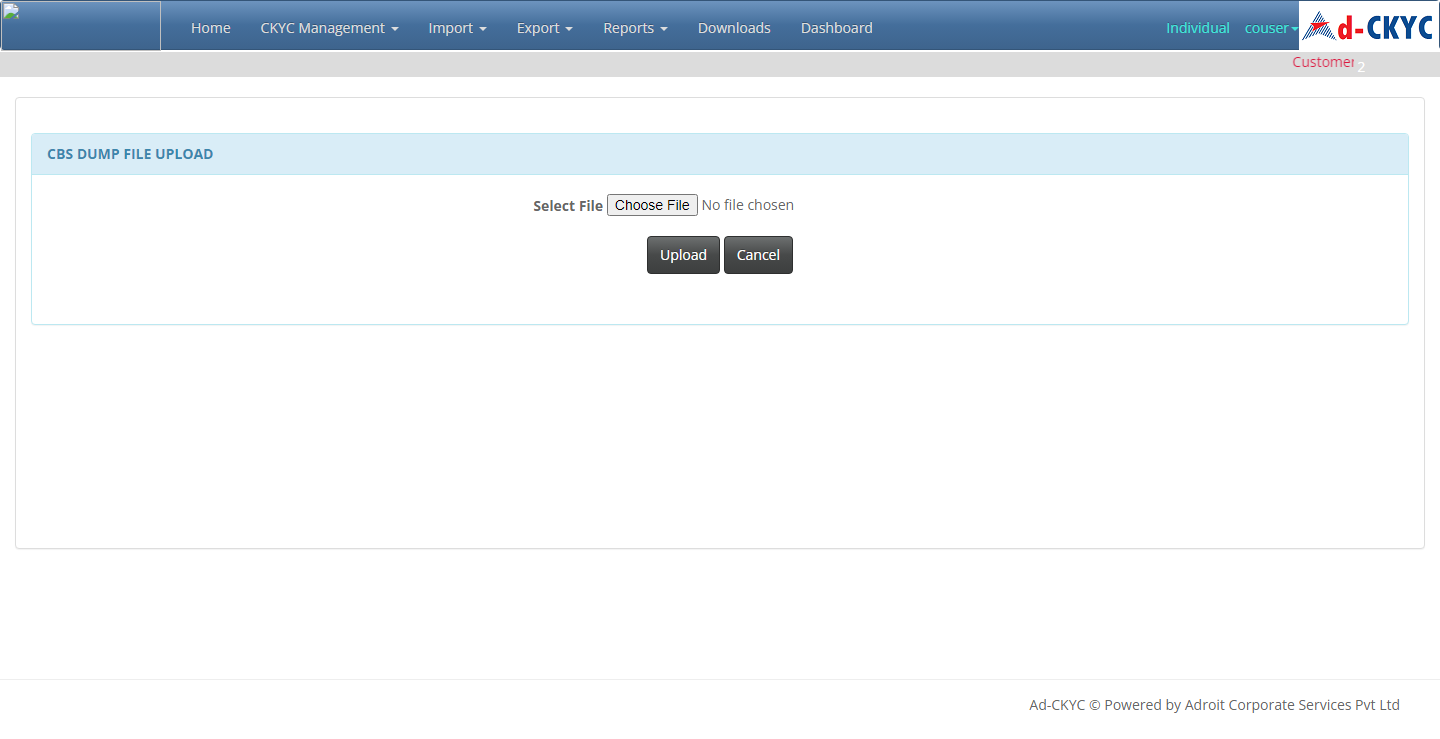 Home CKYC Management Import Export Reports Downloads Dashboard Individual couser Ad-CKYC
Customer 2
CBS DUMP FILE UPLOAD
Select File Choose File No file chosen
Upload Cancel
Ad-CKYC © Powered by Adroit Corporate Services Pvt Ltd